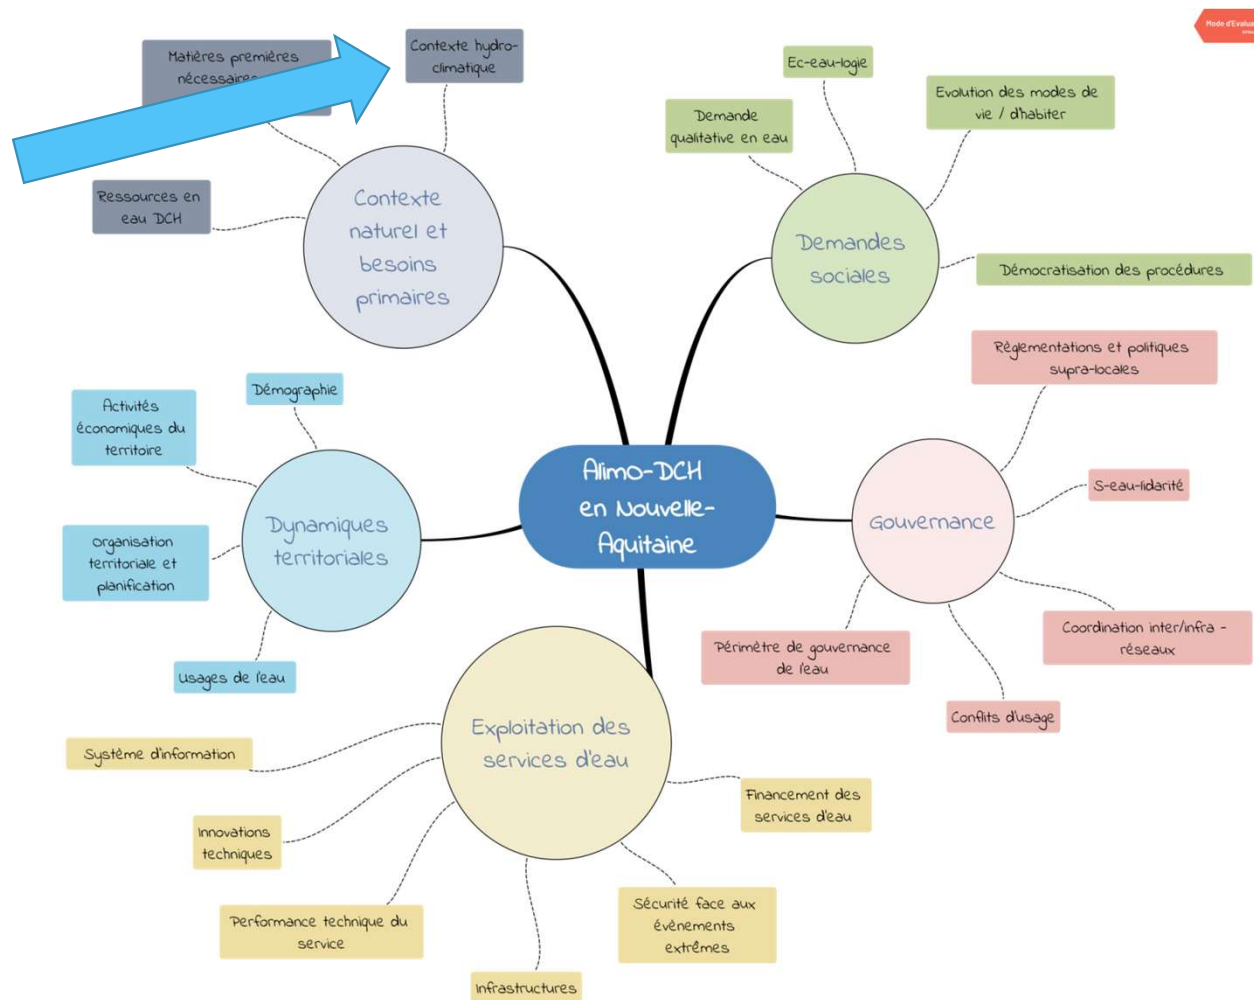 Mode d'Evalua
Matières premières
nécessaires
Contexte hydro-
climatique
Ressources en
eau DCH
Contexte
naturel et
besoins
primaires
Ec-eau-logie
Demande
qualitative en eau
Evolution des modes de
vie / d'habiter
Demandes
sociales
Démocratisation des procédures
Démographie
Activités
économiques du
territoire
Organisation
territoriale et
planification
Usages de l'eau
Dynamiques
territoriales
Alimo-DCH
en Nouvelle-
Aquitaine
Règlementations et politiques
supra-locales
S-eau-lidarité
Gouvernance
Coordination inter/infra -
réseaux
Périmètre de gouvernance
de l'eau
Conflits d'usage
Exploitation des
services d'eau
Système d'information
Innovations
techniques
Performance technique du
service
Infrastructures
Sécurité face aux
évènements
extrêmes
Financement des
services d'eau